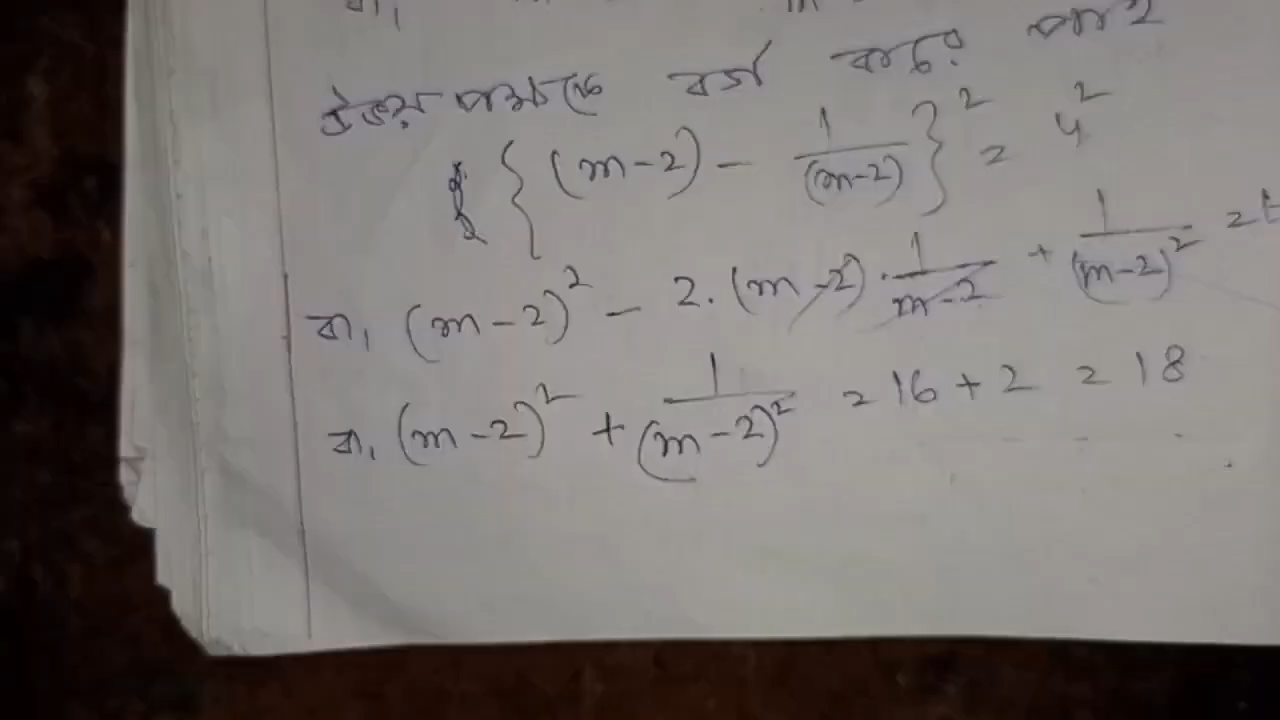 উভয় পক্ষকে বর্গ করে পাই
{(m-2) - 1/(m-2)}² = 4²
বা, (m-2)² - 2.(m-2).1/m-2 + 1/(m-2)² =
বা, (m-2)² + 1/(m-2)² = 16+2 = 18